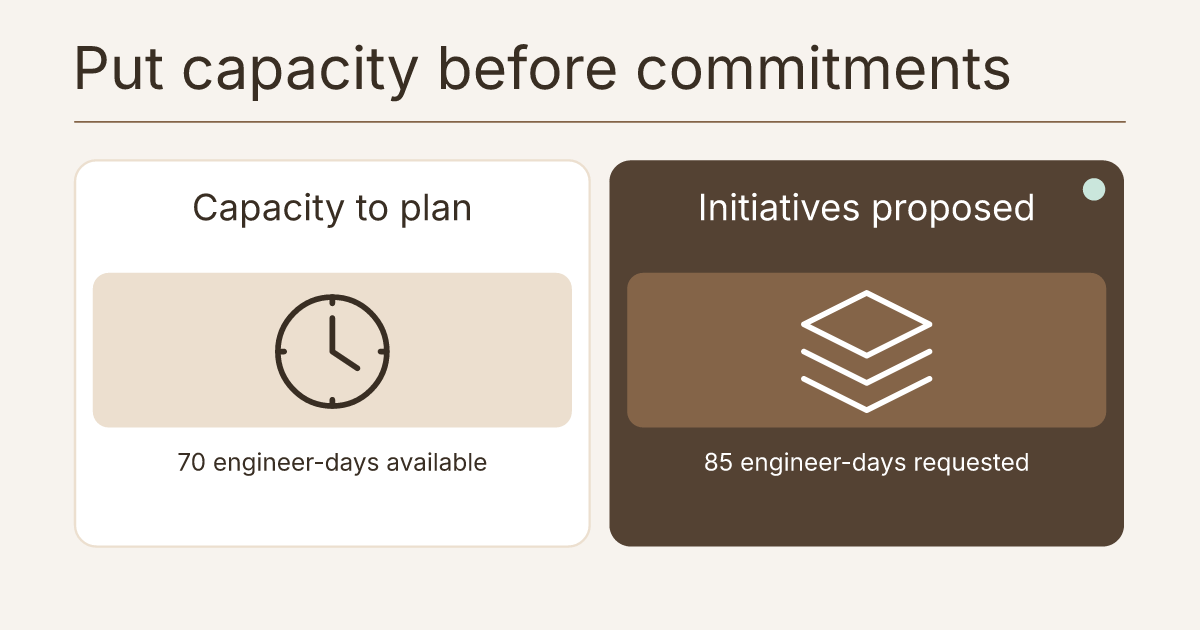 Put capacity before commitments
Capacity to plan
70 engineer-days available
Initiatives proposed
85 engineer-days requested